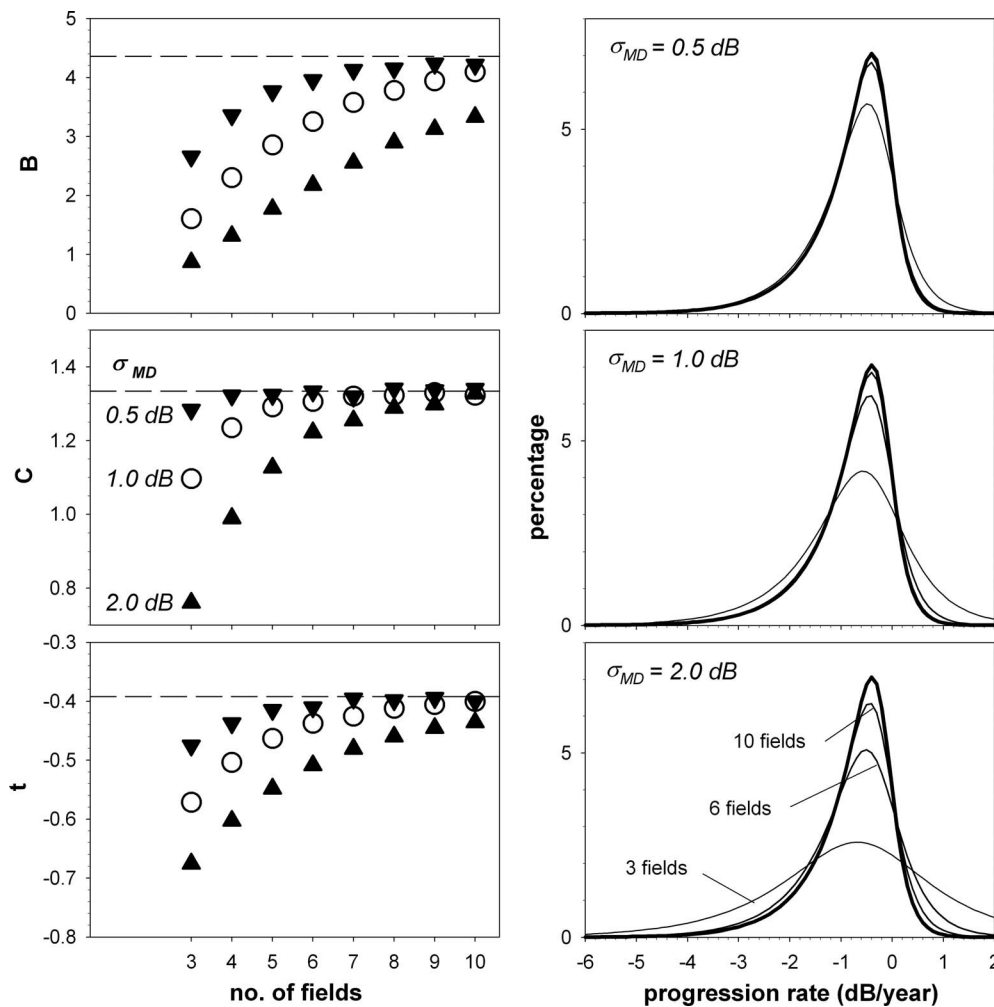 5
4
3
2
1
0
B
1.4
1.2
1.0
0.8
C
σ MD
0.5 dB
1.0 dB
2.0 dB
-0.3
-0.4
-0.5
-0.6
-0.7
-0.8
t
3 4 5 6 7 8 9 10
no. of fields
σMD = 0.5 dB
5
0
σMD = 1.0 dB
5
0
percentage
σMD = 2.0 dB
10 fields
6 fields
3 fields
5
0
-6 -5 -4 -3 -2 -1 0 1 2
progression rate (dB/year)